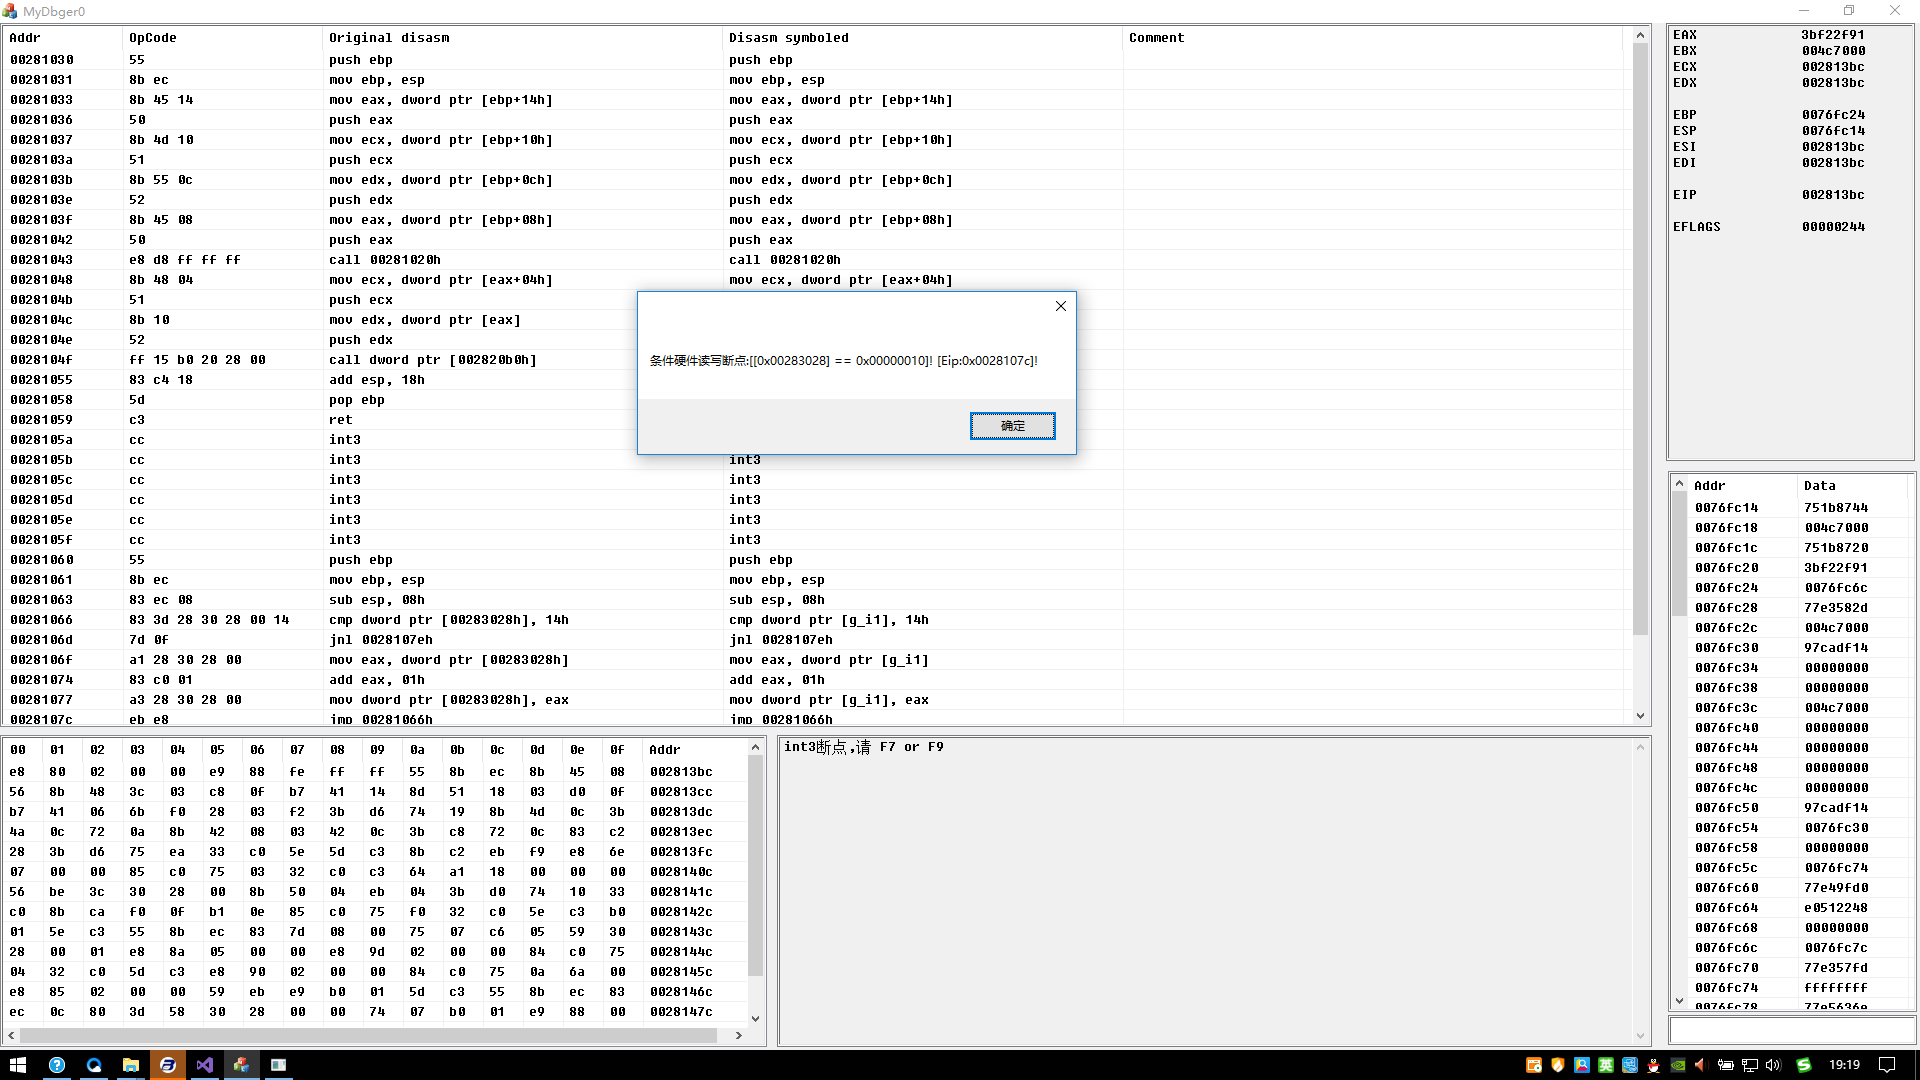 MyDbger0
Addr OpCode Original disasm Disasm symboled Comment
00281030 55 push ebp push ebp
00281031 8b ec mov ebp, esp mov ebp, esp
00281033 8b 45 14 mov eax, dword ptr [ebp+14h] mov eax, dword ptr [ebp+14h]
00281036 50 push eax push eax
00281037 8b 4d 10 mov ecx, dword ptr [ebp+10h] mov ecx, dword ptr [ebp+10h]
0028103a 51 push ecx push ecx
0028103b 8b 55 0c mov edx, dword ptr [ebp+0ch] mov edx, dword ptr [ebp+0ch]
0028103e 52 push edx push edx
0028103f 8b 45 08 mov eax, dword ptr [ebp+08h] mov eax, dword ptr [ebp+08h]
00281042 50 push eax push eax
00281043 e8 d8 ff ff ff call 00281020h call 00281020h
00281048 8b 48 04 mov ecx, dword ptr [eax+04h] mov ecx, dword ptr [eax+04h]
0028104b 51 push ecx
0028104c 8b 10 mov edx, dword ptr [eax]
0028104e 52 push edx
0028104f ff 15 b0 20 28 00 call dword ptr [002820b0h]
00281055 83 c4 18 add esp, 18h
00281058 5d pop ebp
00281059 c3 ret
0028105a cc int3
0028105b cc int3 int3
0028105c cc int3 int3
0028105d cc int3 int3
0028105e cc int3 int3
0028105f cc int3 int3
00281060 55 push ebp push ebp
00281061 8b ec mov ebp, esp mov ebp, esp
00281063 83 ec 08 sub esp, 08h sub esp, 08h
00281066 83 3d 28 30 28 00 14 cmp dword ptr [00283028h], 14h cmp dword ptr [g_i1], 14h
0028106d 7d 0f jnl 0028107eh jnl 0028107eh
0028106f a1 28 30 28 00 mov eax, dword ptr [00283028h] mov eax, dword ptr [g_i1]
00281074 83 c0 01 add eax, 01h add eax, 01h
00281077 a3 28 30 28 00 mov dword ptr [00283028h], eax mov dword ptr [g_i1], eax
0028107c eb e8 jmp 00281066h jmp 00281066h
条件硬件读写断点:[[0x00283028] == 0x00000010]! [Eip:0x0028107c]!
确定
EAX 3bf22f91
EBX 004c7000
ECX 002813bc
EDX 002813bc
EBP 0076fc24
ESP 0076fc14
ESI 002813bc
EDI 002813bc
EIP 002813bc
EFLAGS 00000244
Addr Data
0076fc14 751b8744
0076fc18 004c7000
0076fc1c 751b8720
0076fc20 3bf22f91
0076fc24 0076fc6c
0076fc28 77e3582d
0076fc2c 004c7000
0076fc30 97cadf14
0076fc34 00000000
0076fc38 00000000
0076fc3c 004c7000
0076fc40 00000000
0076fc44 00000000
0076fc48 00000000
0076fc4c 00000000
0076fc50 97cadf14
0076fc54 0076fc30
0076fc58 00000000
0076fc5c 0076fc74
0076fc60 77e49fd0
0076fc64 e0512248
0076fc68 00000000
0076fc6c 0076fc7c
0076fc70 77e357fd
0076fc74 ffffffff
0076fc78 77e5636e
00 01 02 03 04 05 06 07 08 09 0a 0b 0c 0d 0e 0f Addr
e8 80 02 00 00 e9 88 fe ff ff 55 8b ec 8b 45 08 002813bc
56 8b 48 3c 03 c8 0f b7 41 14 8d 51 18 03 d0 0f 002813cc
b7 41 06 6b f0 28 03 f2 3b d6 74 19 8b 4d 0c 3b 002813dc
4a 0c 72 0a 8b 42 08 03 42 0c 3b c8 72 0c 83 c2 002813ec
28 3b d6 75 ea 33 c0 5e 5d c3 8b c2 eb f9 e8 6e 002813fc
07 00 00 85 c0 75 03 32 c0 c3 64 a1 18 00 00 00 0028140c
56 be 3c 30 28 00 8b 50 04 eb 04 3b d0 74 10 33 0028141c
c0 8b ca f0 0f b1 0e 85 c0 75 f0 32 c0 5e c3 b0 0028142c
01 5e c3 55 8b ec 83 7d 08 00 75 07 c6 05 59 30 0028143c
28 00 01 e8 8a 05 00 00 e8 9d 02 00 00 84 c0 75 0028144c
04 32 c0 5d c3 e8 90 02 00 00 84 c0 75 0a 6a 00 0028145c
e8 85 02 00 00 59 eb e9 b0 01 5d c3 55 8b ec 83 0028146c
ec 0c 80 3d 58 30 28 00 00 74 07 b0 01 e9 88 00 0028147c
int3断点,请 F7 or F9
英
19:19